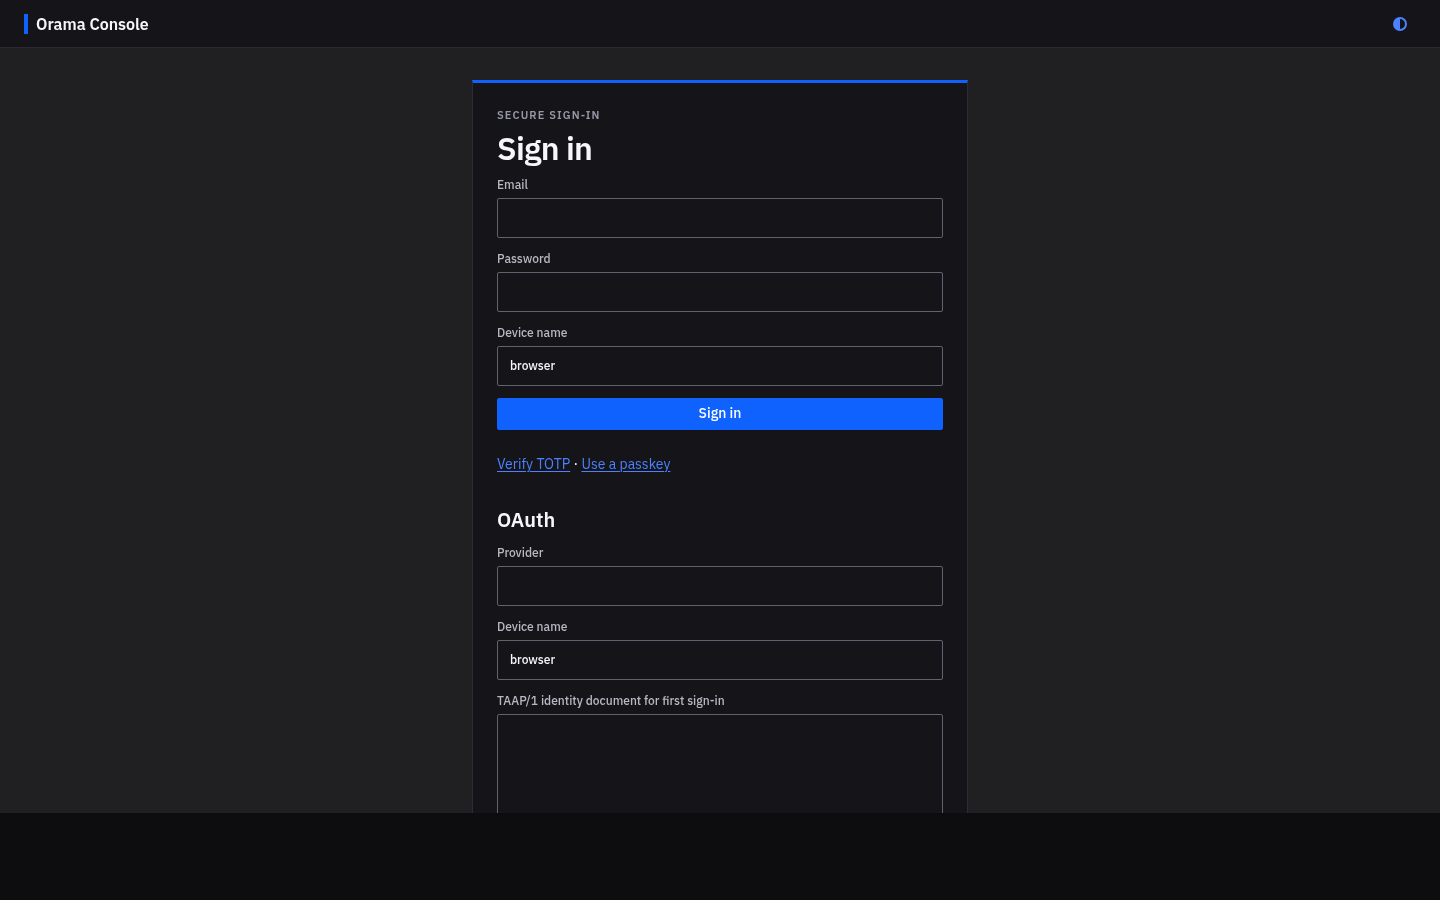 Orama Console
SECURE SIGN-IN
Sign in
Email
Password
Device name
browser
Sign in
Verify TOTP · Use a passkey
OAuth
Provider
Device name
browser
TAAP/1 identity document for first sign-in